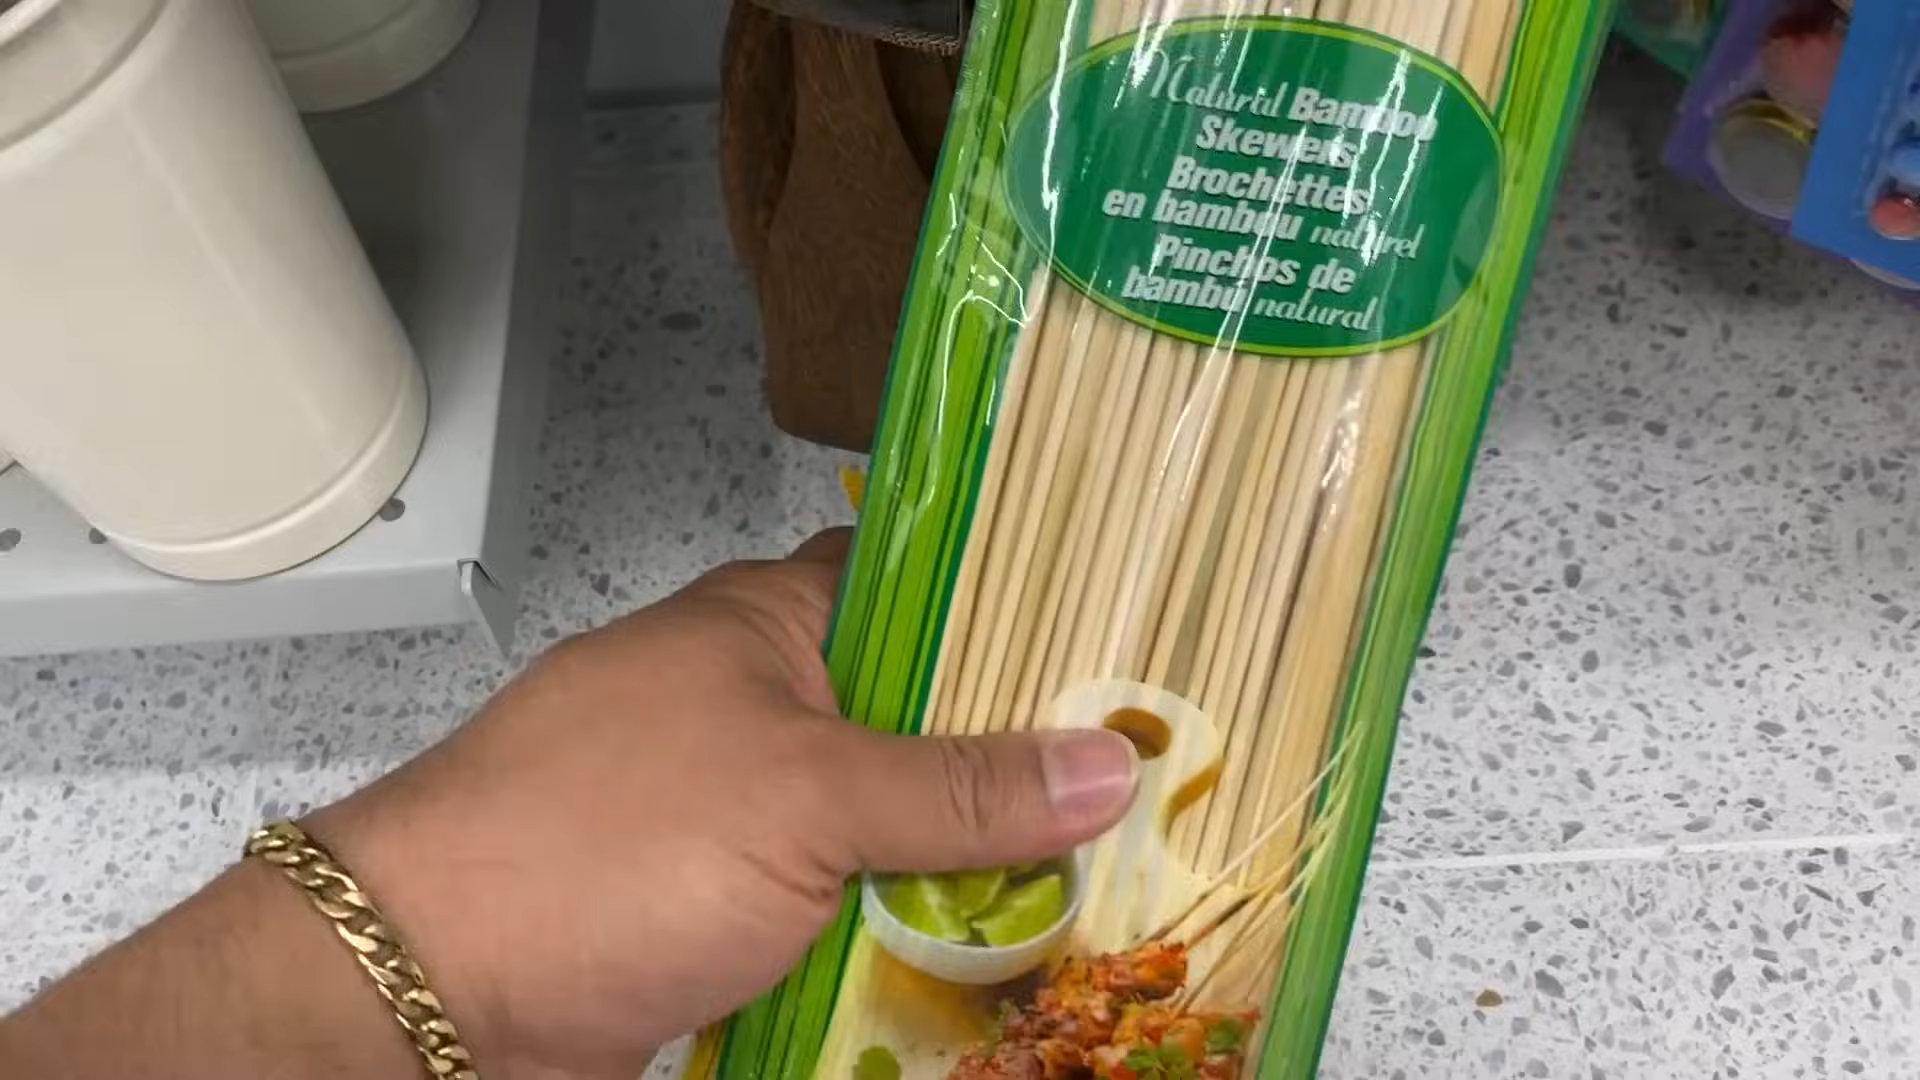 Natural Bamboo
Skewers
Brochettes
en bambou naturel
Pinchos de
bambú natural